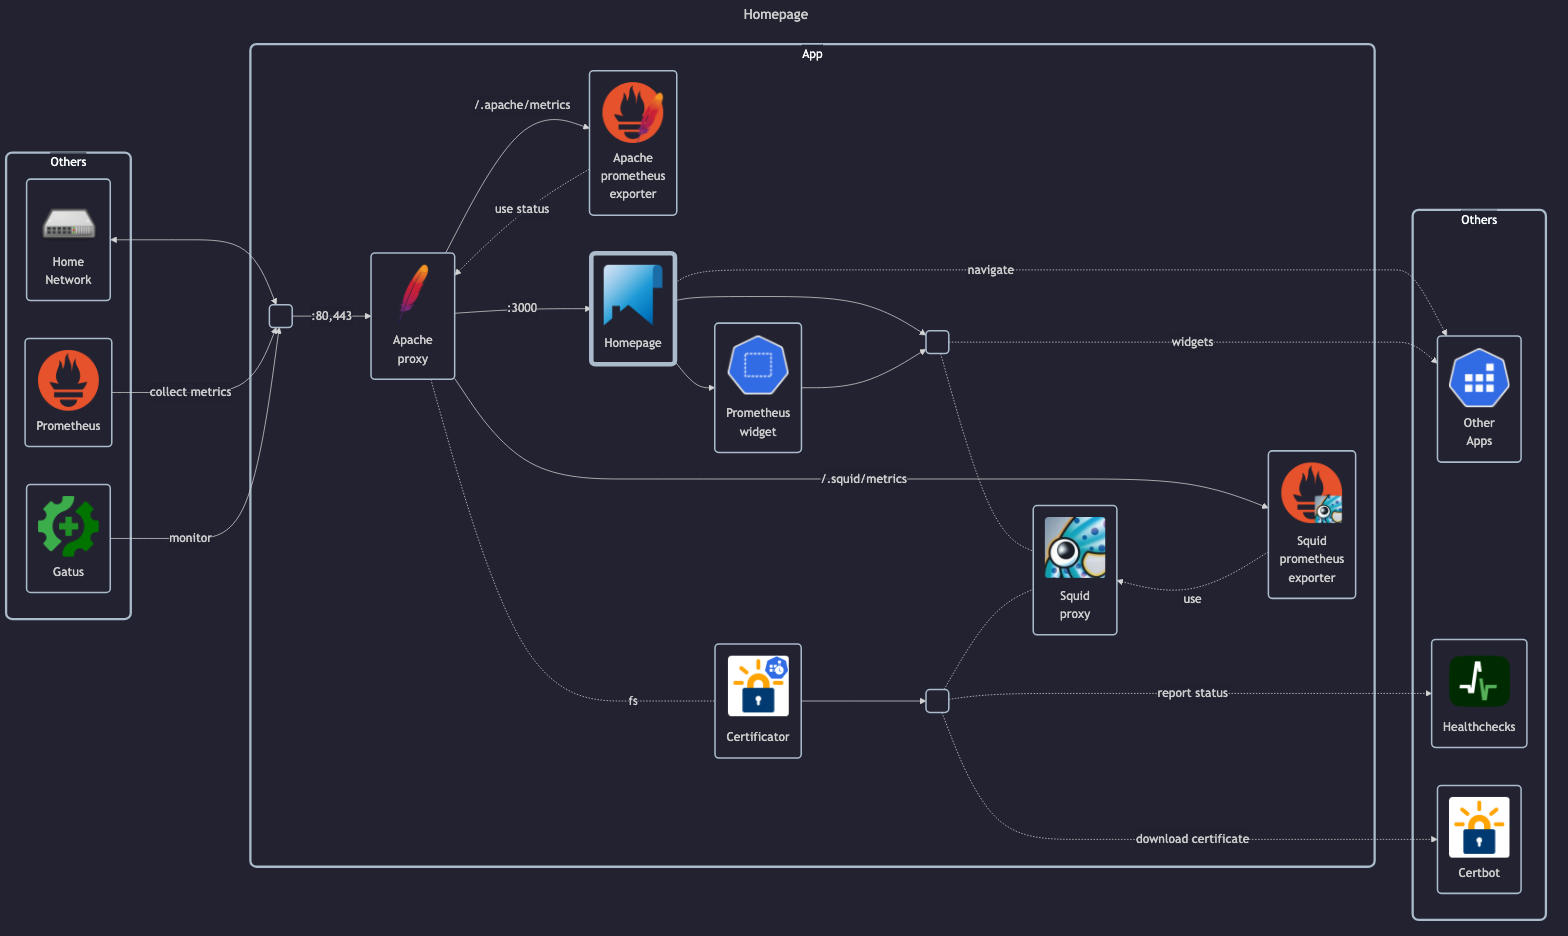 Homepage
App
/.apache/metrics
Apache
prometheus
exporter
Others
use status
Home
Network
:80,443
Apache
proxy
:3000
Homepage
navigate
Others
widgets
Prometheus
collect metrics
Prometheus
widget
Other
Apps
/.squid/metrics
Gatus
monitor
Squid
prometheus
exporter
Squid
proxy
use
fs
Certificator
report status
Healthchecks
download certificate
Certbot